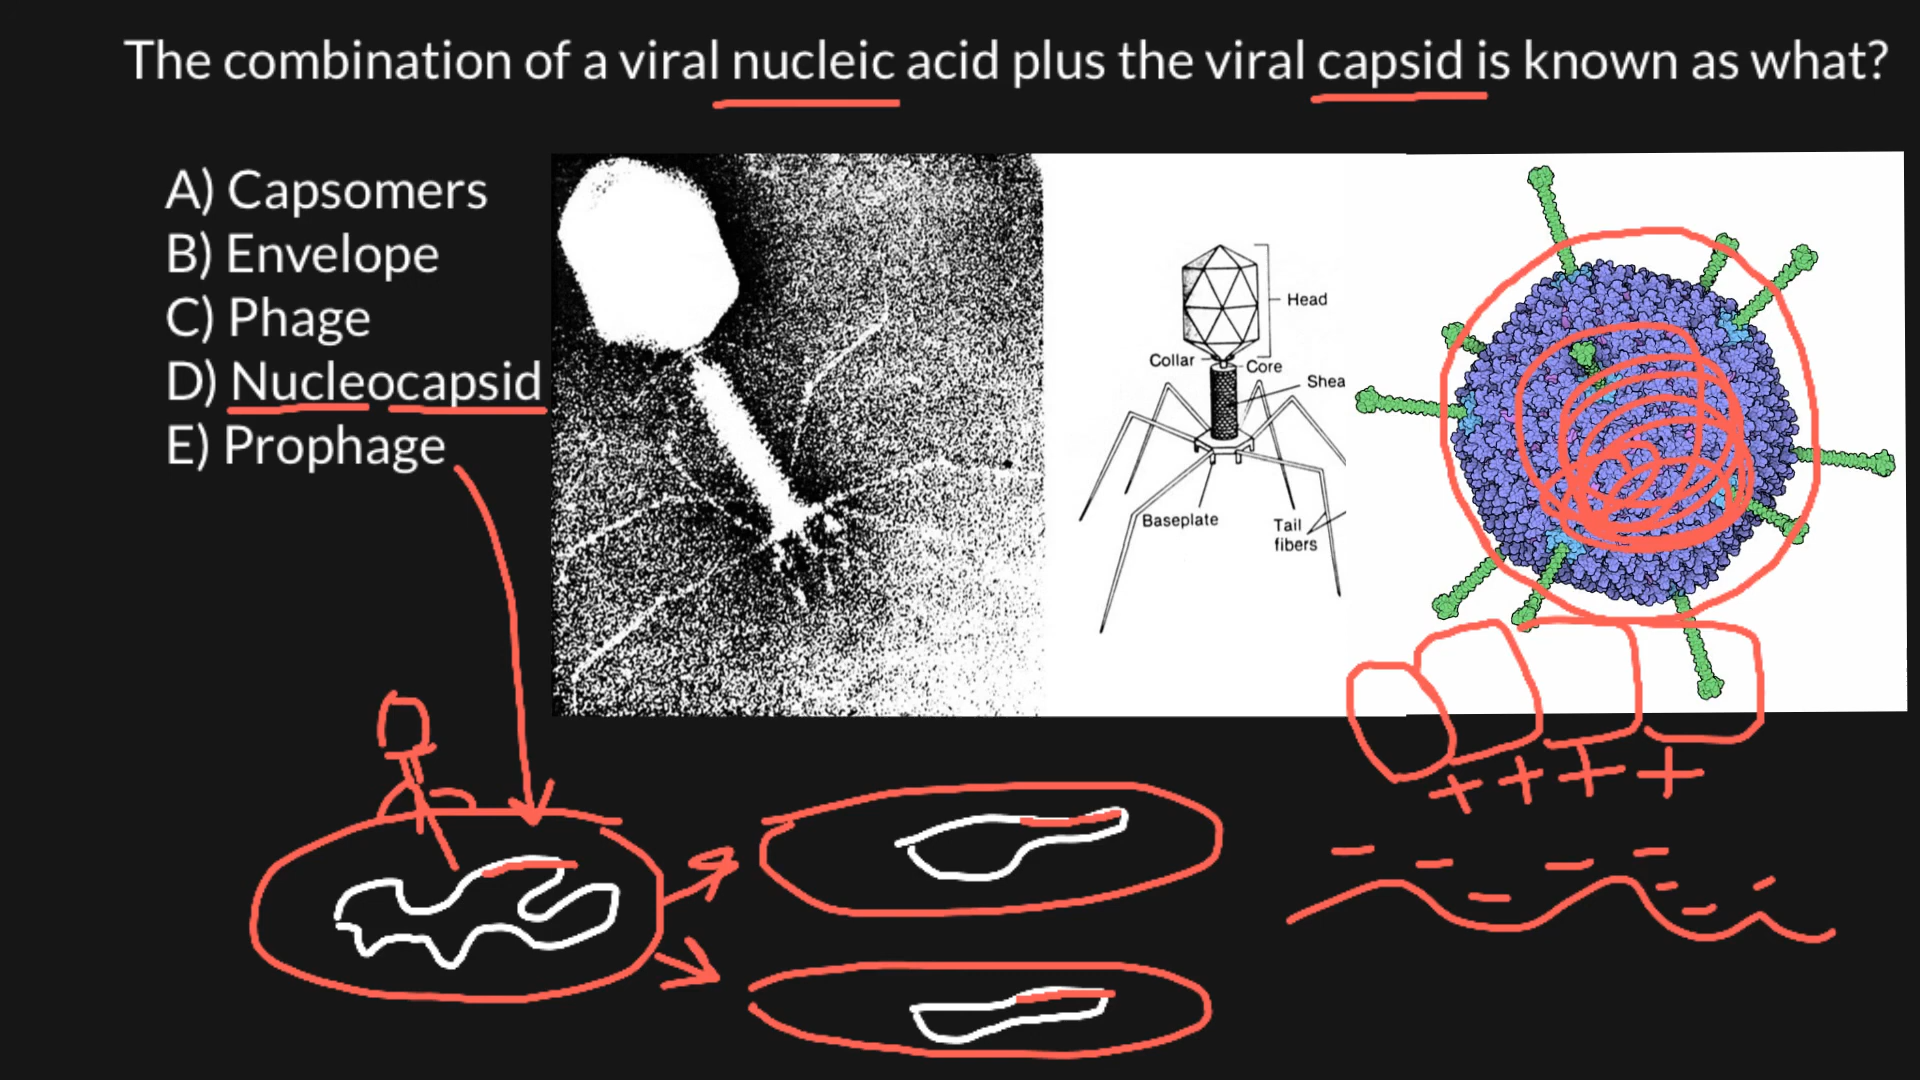 The combination of a viral nucleic acid plus the viral capsid is known as what?
A) Capsomers
B) Envelope
C) Phage
D) Nucleocapsid
E) Prophage
Head
Collar
Core
Shea
Baseplate
Tail
fibers
+ + + +